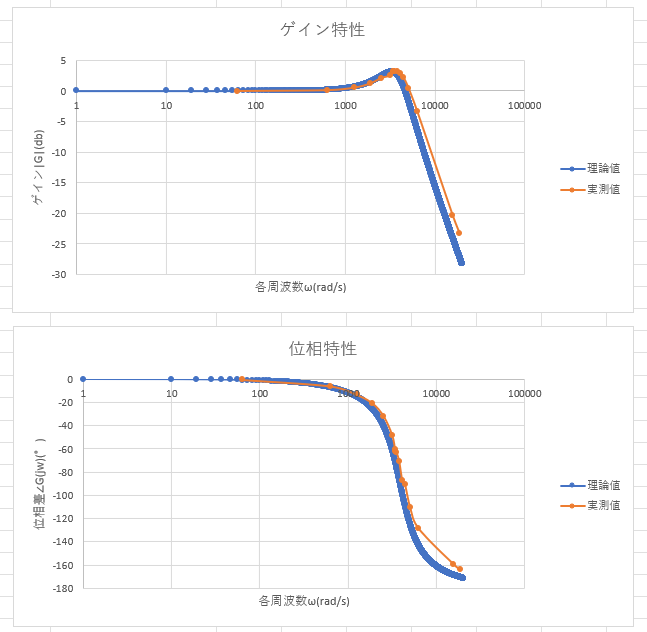 ゲイン特性
5
0
-5
-10
-15
-20
-25
-30
1 10 100 1000 10000 100000
ゲイン|G|(db)
各周波数ω(rad/s)
理論値
実測値
位相特性
0
-20
-40
-60
-80
-100
-120
-140
-160
-180
1 10 100 1000 10000 100000
位相差∠G(jw)(°)
各周波数ω(rad/s)
理論値
実測値